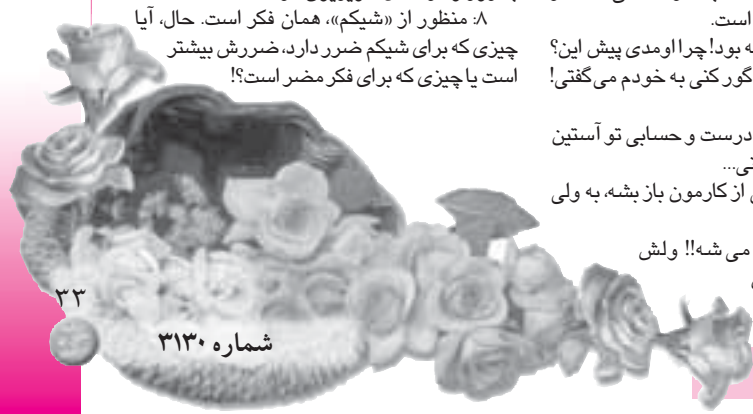 است.
ه بود! چرا اومدی پیش این؟
گور کنی به خودم می‌گفتی!
درست و حسابی تو آستین
نی...
ی از کارمون باز بشه، به ولی
می شه!! ولش
۸: منظور از «شیکم»، همان فکر است. حال، آیا
چیزی که برای شیکم ضرر دارد، ضررش بیشتر
است یا چیزی که برای فکر مضر است؟!
۳۳
شماره ۳۱۳۰